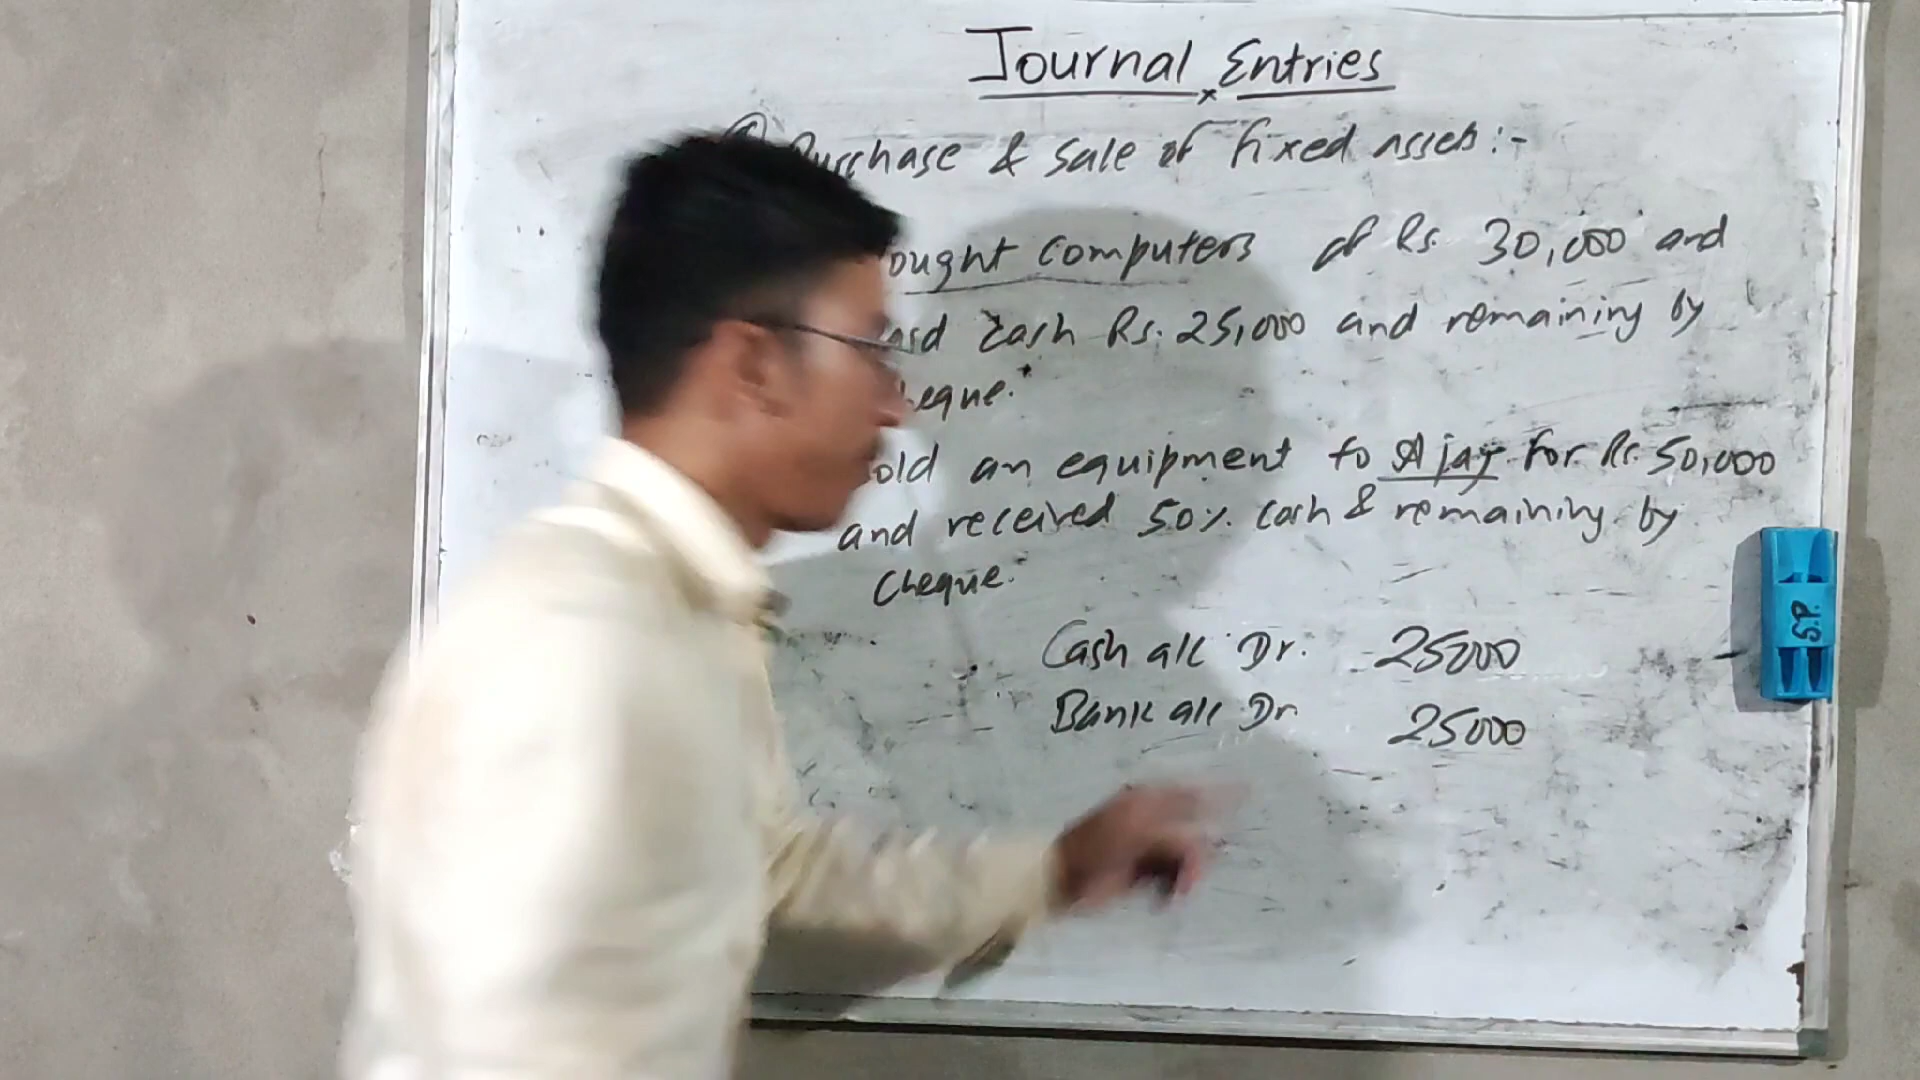 Journal Entries
Purchase & sale of fixed assets:-
ought computers of Rs. 30,000 and
aid cash Rs. 25,000 and remaining by
heque.
old an equipment to Ajay for Rs. 50,000
and received 50% cash & remaining by
cheque.
Cash a/c Dr. 25000
Bank a/c Dr 25000
S.P.